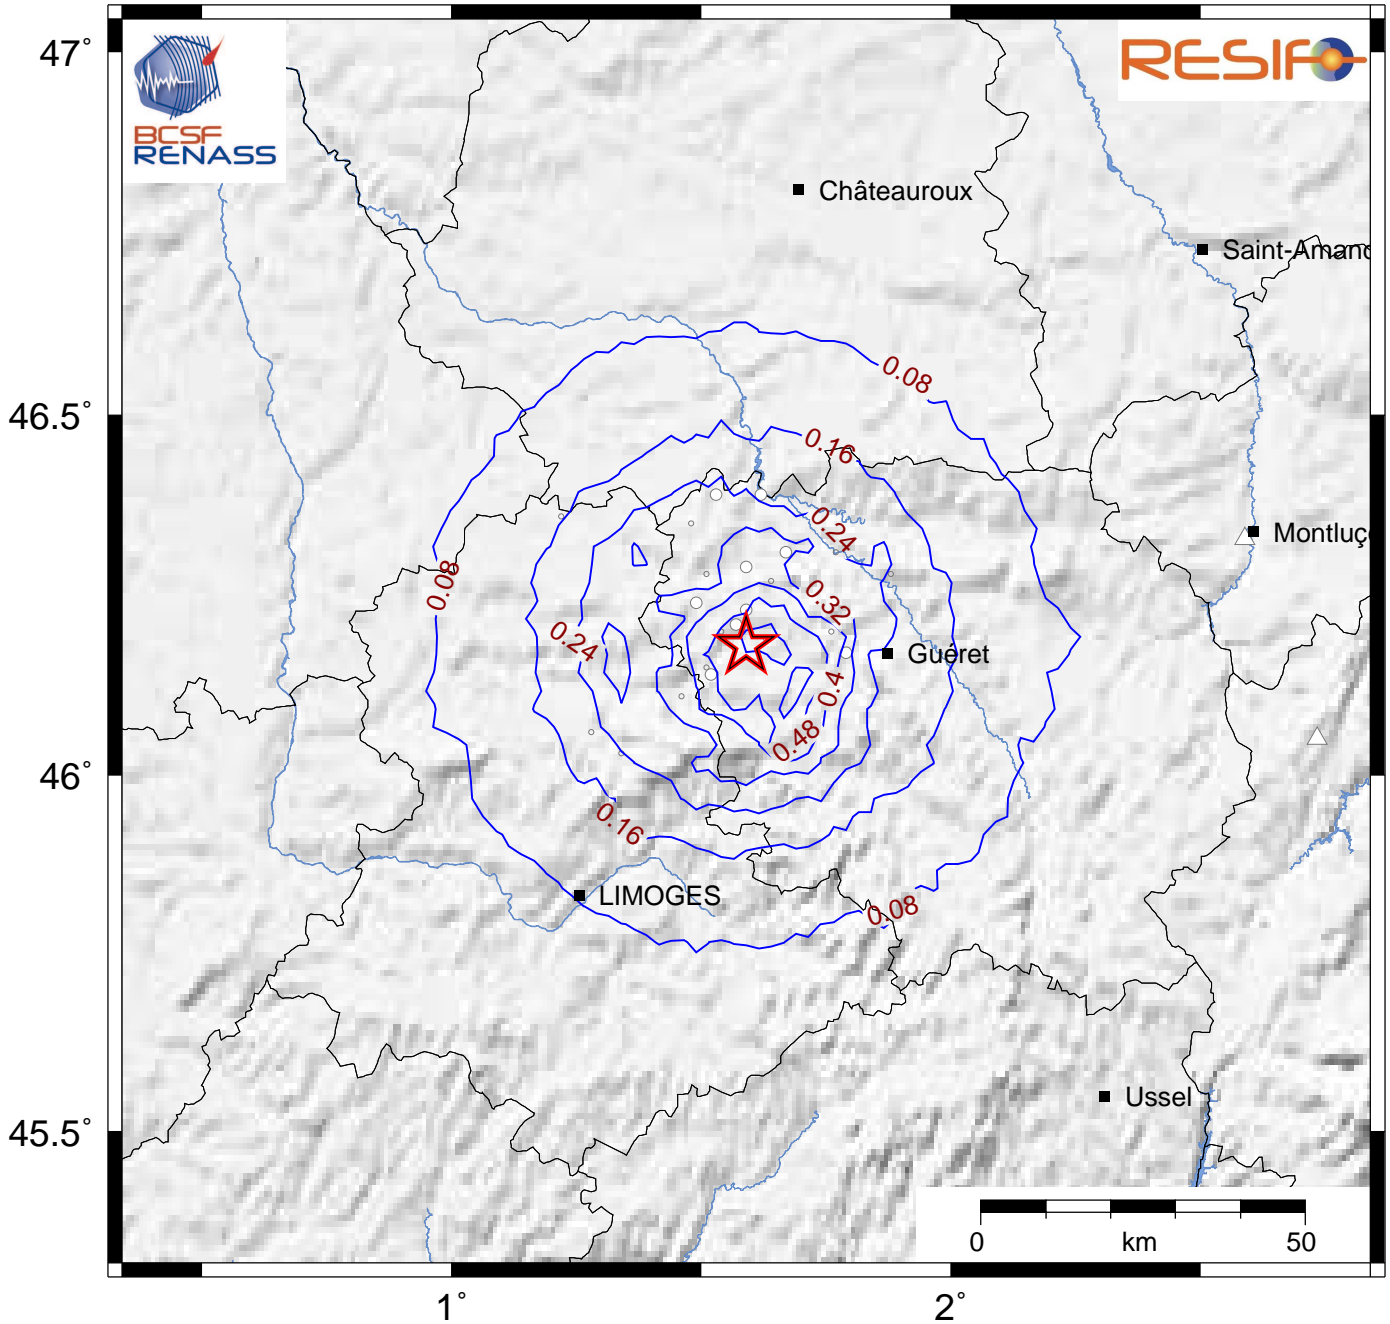 47°
BCSF
RENASS
RESIF
Châteauroux
Saint-Amand
0.08
46.5°
0.16
0.24
Montluç
0.08
0.32
0.24
Guéret
0.4
0.48
46°
0.16
LIMOGES
0.08
Ussel
45.5°
0 km 50
1° 2°